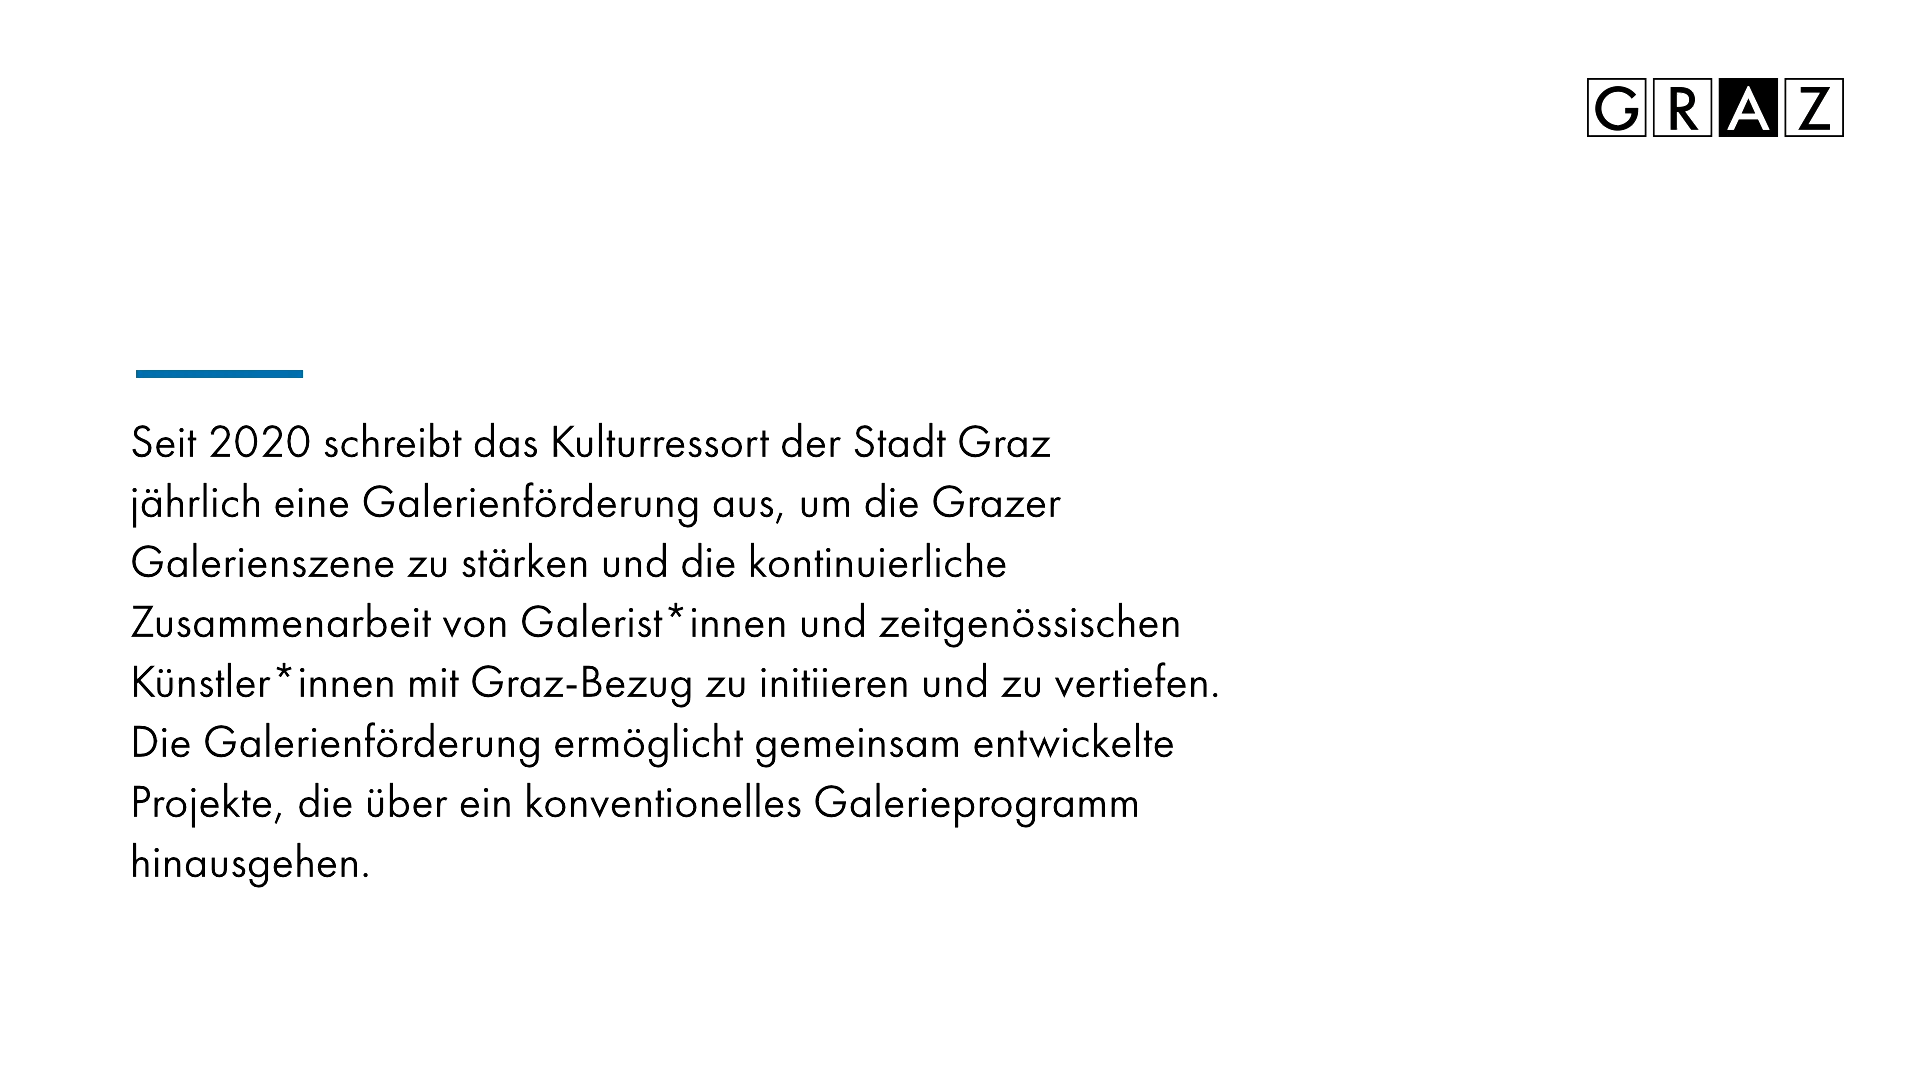 GRAZ
Seit 2020 schreibt das Kulturressort der Stadt Graz
jährlich eine Galerienförderung aus, um die Grazer
Galerienszene zu stärken und die kontinuierliche
Zusammenarbeit von Galerist*innen und zeitgenössischen
Künstler*innen mit Graz-Bezug zu initiieren und zu vertiefen.
Die Galerienförderung ermöglicht gemeinsam entwickelte
Projekte, die über ein konventionelles Galerieprogramm
hinausgehen.